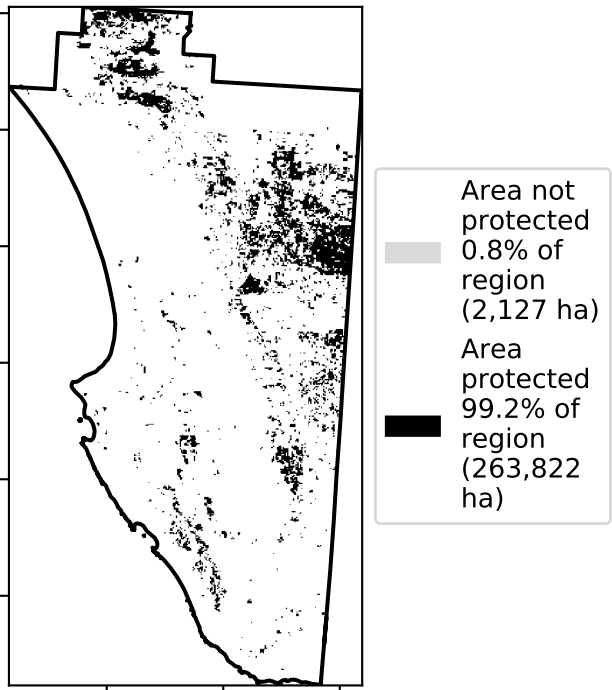 Area not
protected
0.8% of
region
(2,127 ha)
Area
protected
99.2% of
region
(263,822
ha)